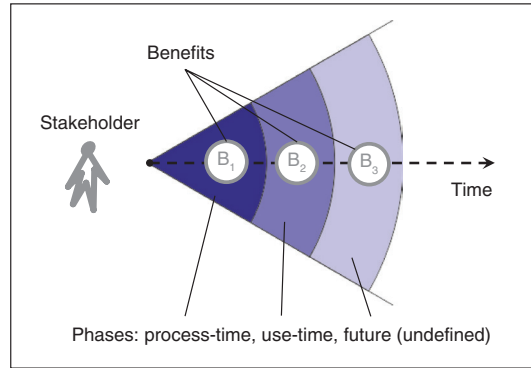 Benefits
Stakeholder
B1 B2 B3
Time
Phases: process-time, use-time, future (undefined)